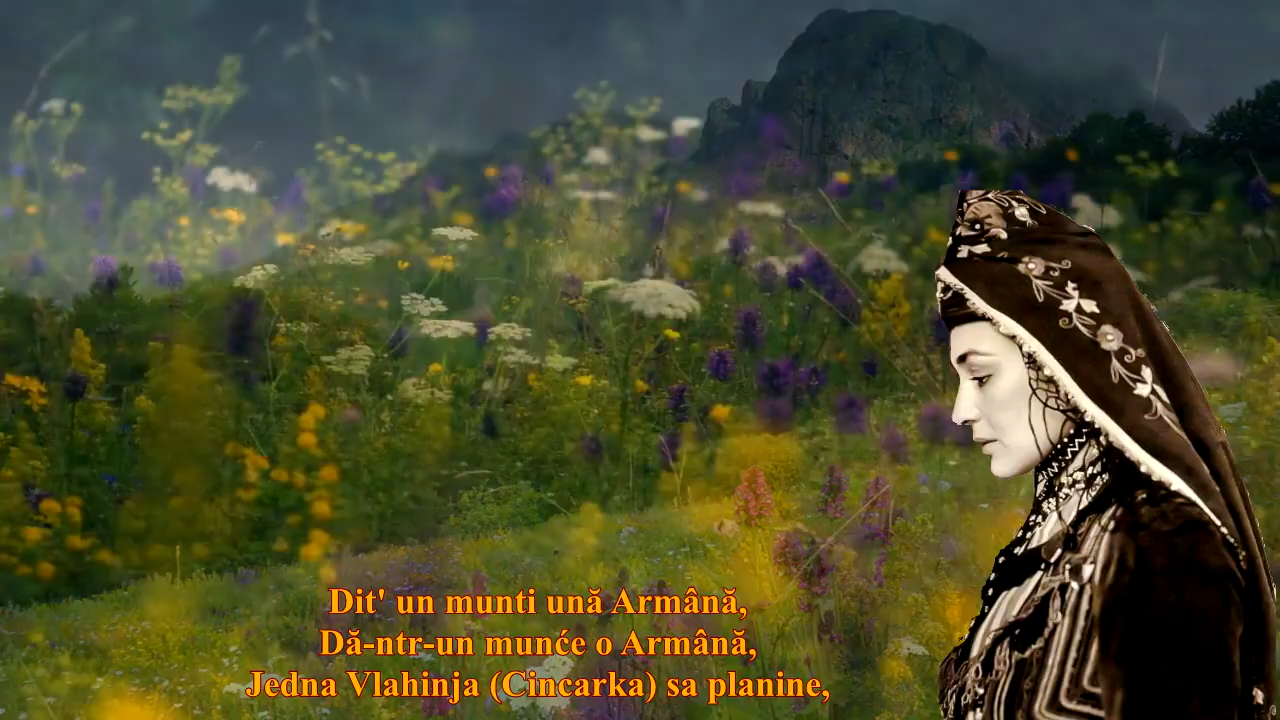 Dit' un munti ună Armână,
Dă-ntr-un munće o Armână,
Jedna Vlahinja (Cincarka) sa planine,